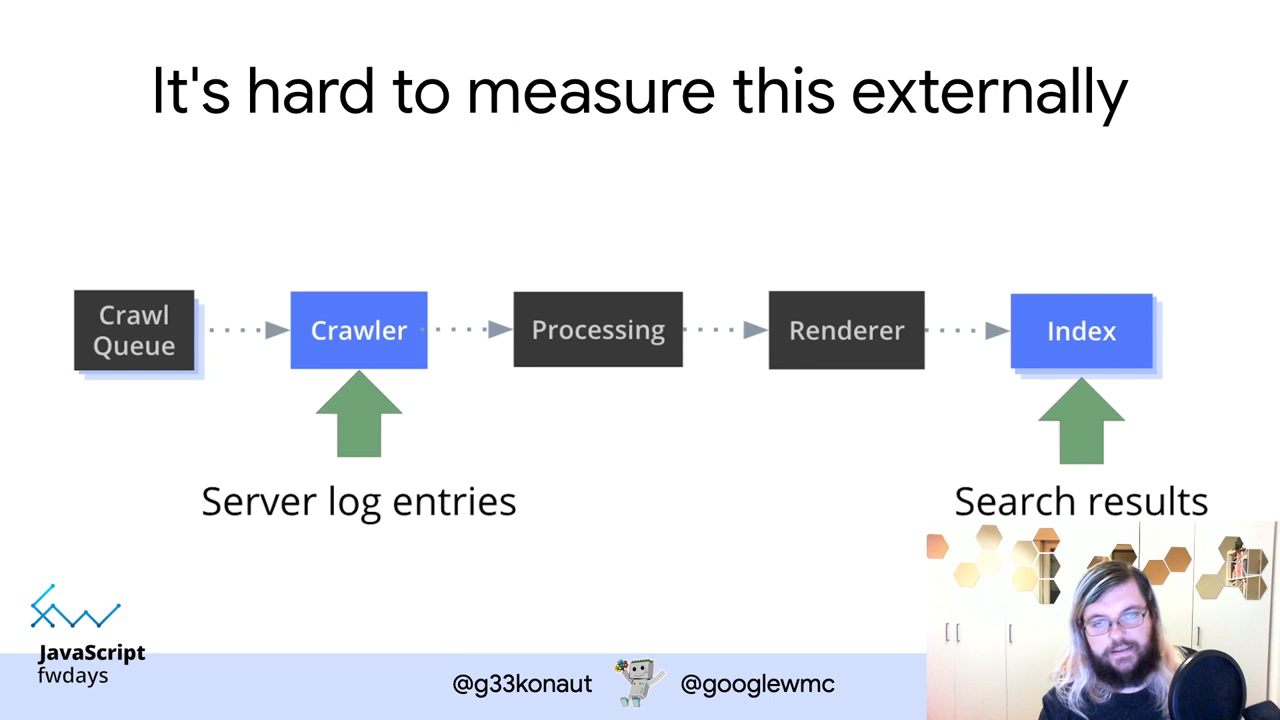 It's hard to measure this externally
Crawl
Queue
Crawler
Processing
Renderer
Index
Server log entries
Search results
JavaScript
fwdays
@g33konaut
@googlewmc